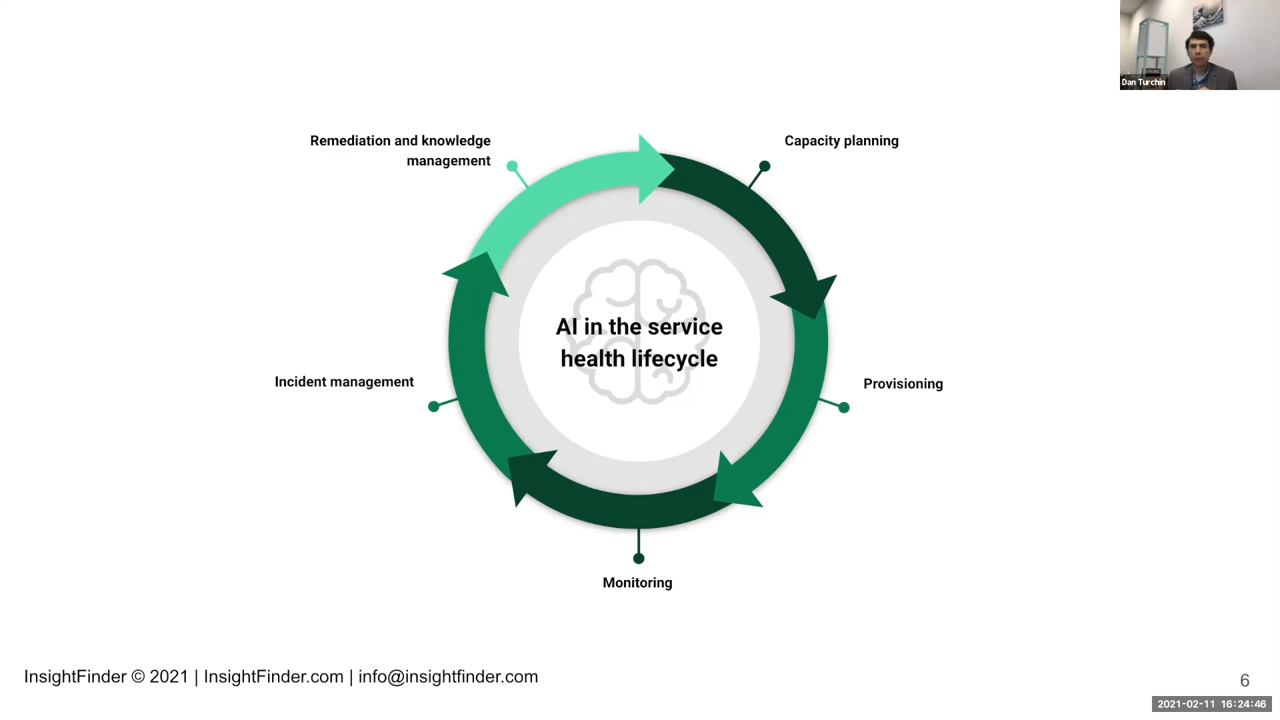 Dan Turchin
Remediation and knowledge
management
Capacity planning
AI in the service
health lifecycle
Incident management
Provisioning
Monitoring
InsightFinder © 2021 | InsightFinder.com | info@insightfinder.com
6
2021-02-11 16:24:46